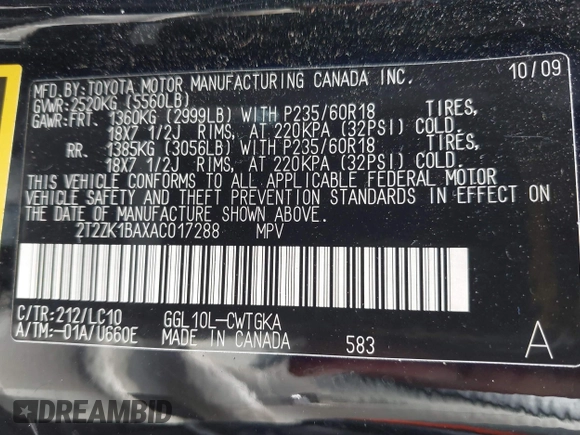 MFD.BY:TOYOTA MOTOR MANUFACTURING CANADA INC. 10/09
GVWR:2520KG (5560LB)
GAWR:FRT. 1360KG (2999LB) WITH P235/60R18 TIRES,
18X7 1/2J RIMS, AT 220KPA (32PSI) COLD.
RR. 1385KG (3056LB) WITH P235/60R18 TIRES,
18X7 1/2J RIMS, AT 220KPA (32PSI) COLD.
THIS VEHICLE CONFORMS TO ALL APPLICABLE FEDERAL MOTOR
VEHICLE SAFETY AND THEFT PREVENTION STANDARDS IN EFFECT ON
THE DATE OF MANUFACTURE SHOWN ABOVE.
2T2ZK1BAXAC017288 MPV
C/TR:212/LC10 GGL10L-CWTGKA
A/TM:-01A/U660E MADE IN CANADA 583 A
DREAMBID